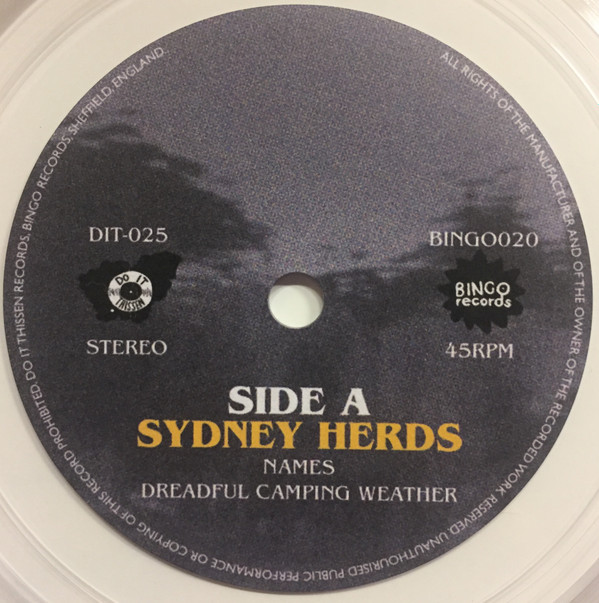 ALL RIGHTS OF THE MANUFACTURER AND OF THE OWNER OF THE RECORDED WORK RESERVED. UNAUTHORISED PUBLIC PERFORMANCE OR COPYING OF THIS RECORD PROHIBITED. DO IT THISSEN RECORDS. BINGO RECORDS. SHEFFIELD, ENGLAND.
DIT-025
BINGO020
DO IT
THISSEN
BINGO
records
STEREO
45RPM
SIDE A
SYDNEY HERDS
NAMES
DREADFUL CAMPING WEATHER